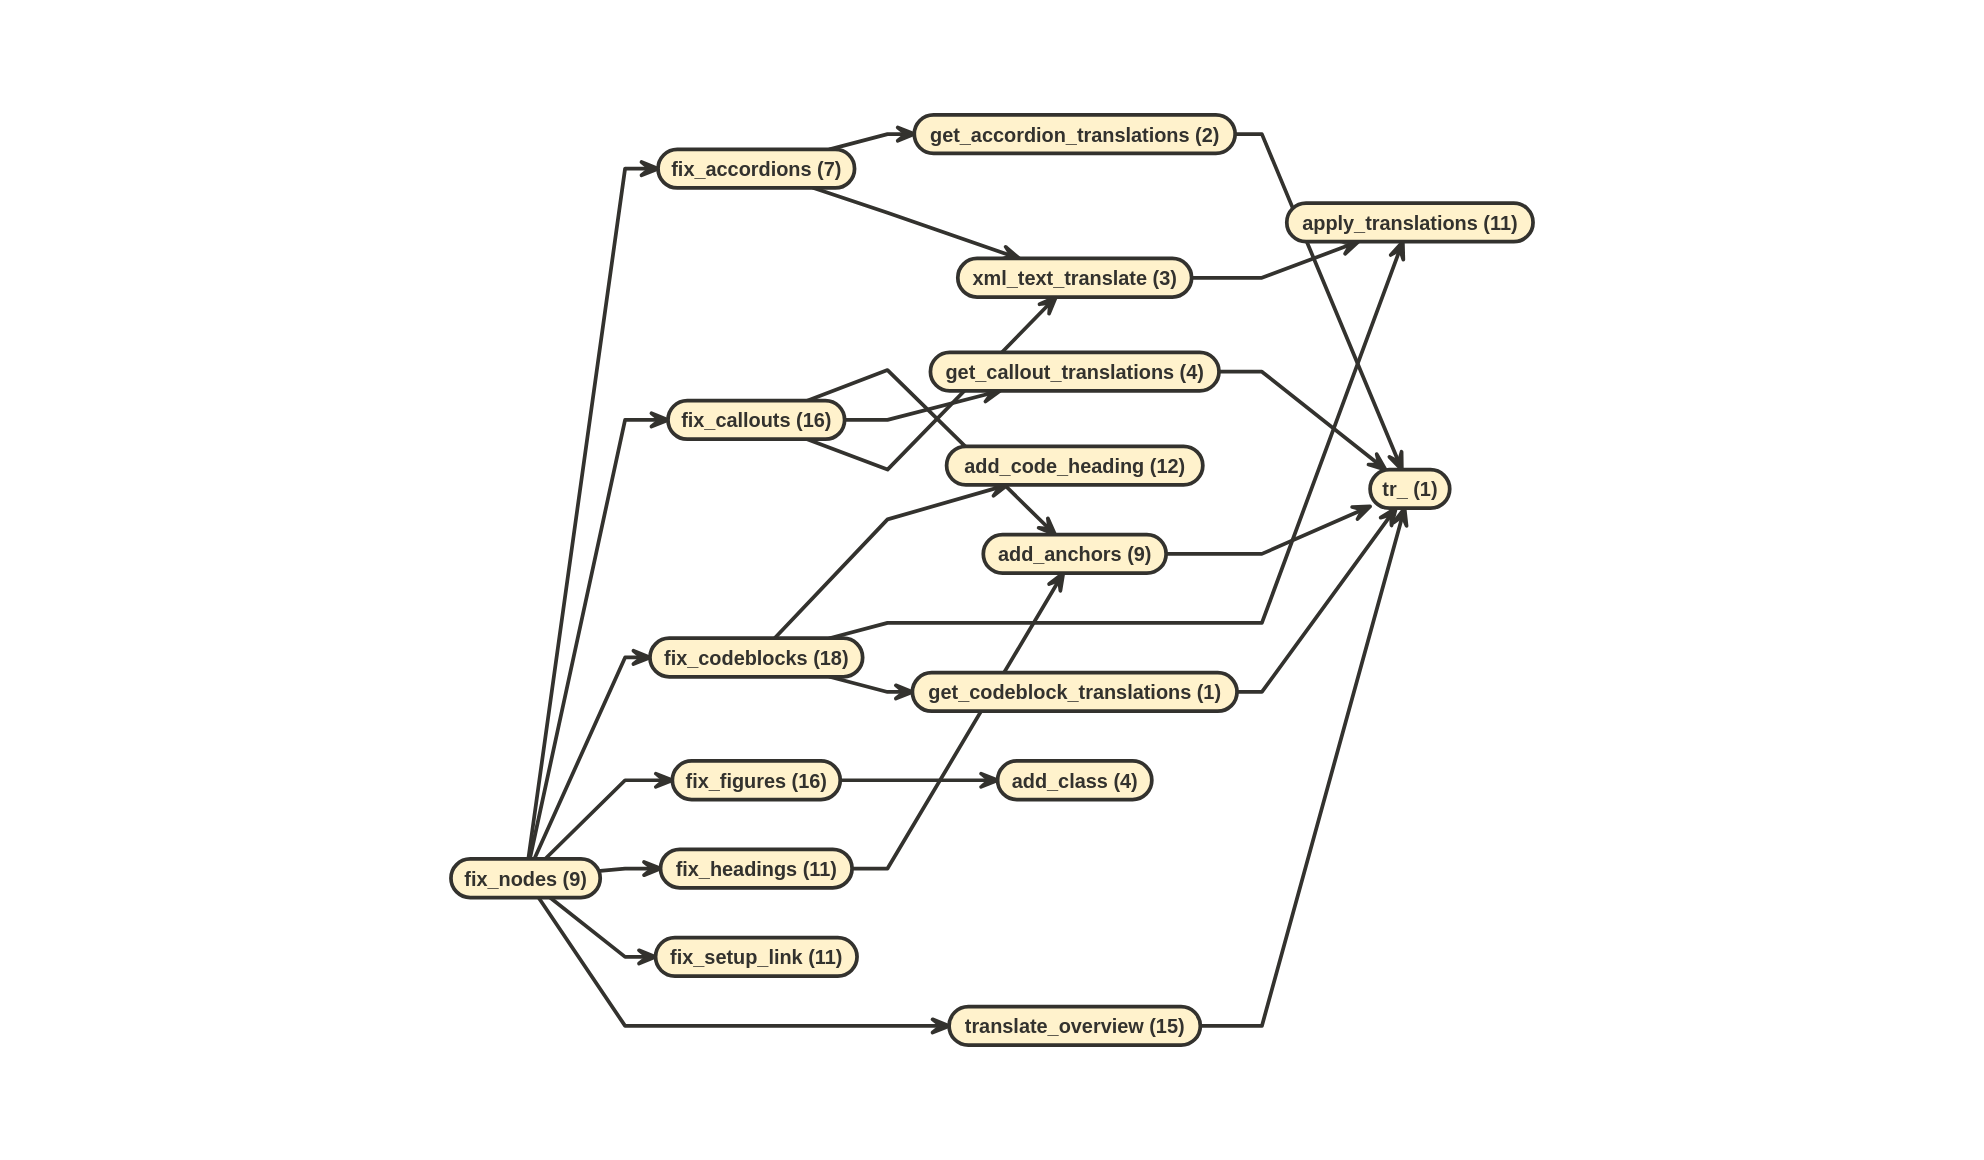 get_accordion_translations (2)
fix_accordions (7)
apply_translations (11)
xml_text_translate (3)
get_callout_translations (4)
fix_callouts (16)
add_code_heading (12)
tr_ (1)
add_anchors (9)
fix_codeblocks (18)
get_codeblock_translations (1)
fix_figures (16)
add_class (4)
fix_headings (11)
fix_nodes (9)
fix_setup_link (11)
translate_overview (15)